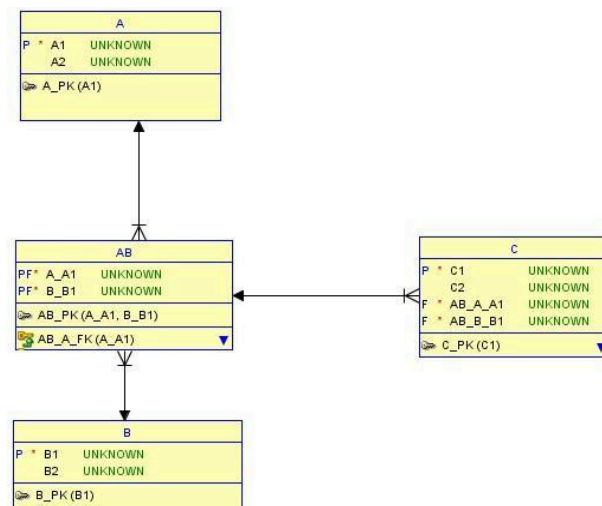 A
P * A1 UNKNOWN
A2 UNKNOWN
A_PK (A1)
AB
PF* A_A1 UNKNOWN
PF* B_B1 UNKNOWN
AB_PK (A_A1, B_B1)
AB_A_FK (A_A1)
C
P * C1 UNKNOWN
C2 UNKNOWN
F * AB_A_A1 UNKNOWN
F * AB_B_B1 UNKNOWN
C_PK (C1)
B
P * B1 UNKNOWN
B2 UNKNOWN
B_PK (B1)